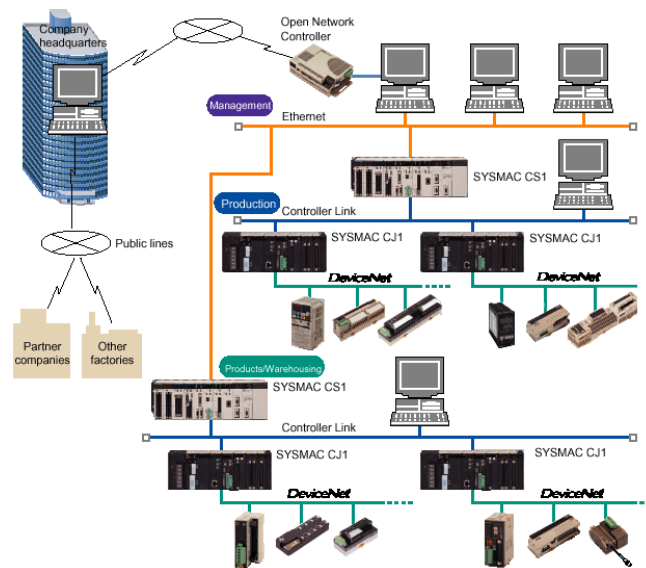 Company
headquarters
Open Network
Controller
Management
Ethernet
SYSMAC CS1
Production
Controller Link
Public lines
SYSMAC CJ1
SYSMAC CJ1
DeviceNet
DeviceNet
Partner
companies
Other
factories
Products/Warehousing
SYSMAC CS1
Controller Link
SYSMAC CJ1
SYSMAC CJ1
DeviceNet
DeviceNet